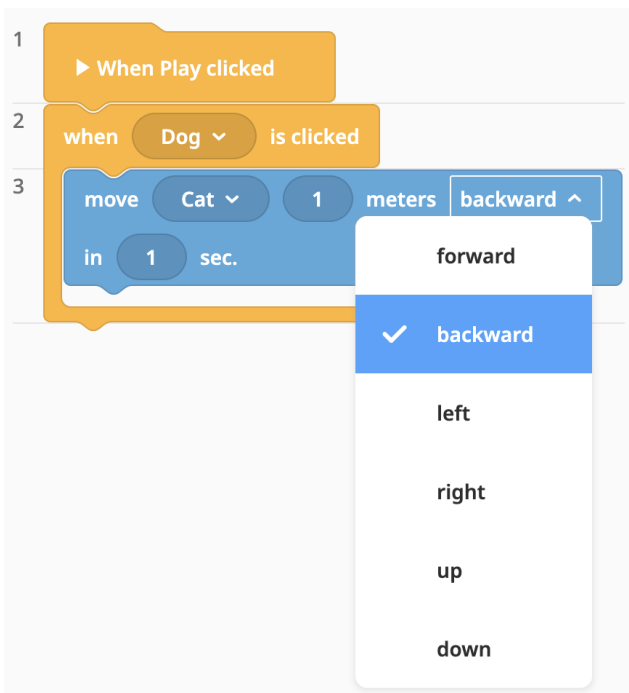 1
When Play clicked
2
when Dog is clicked
3
move Cat 1 meters backward
in 1 sec.
forward
backward
left
right
up
down